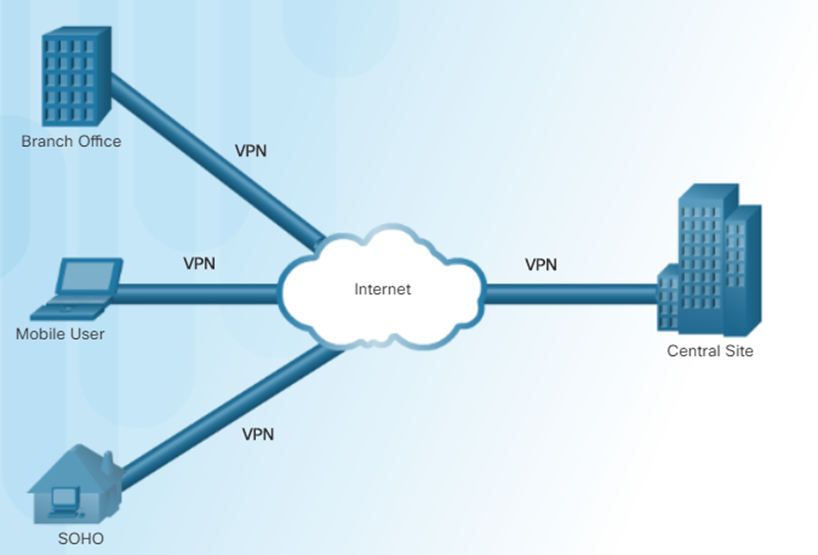 Branch Office
VPN
VPN
Mobile User
Internet
VPN
Central Site
VPN
SOHO